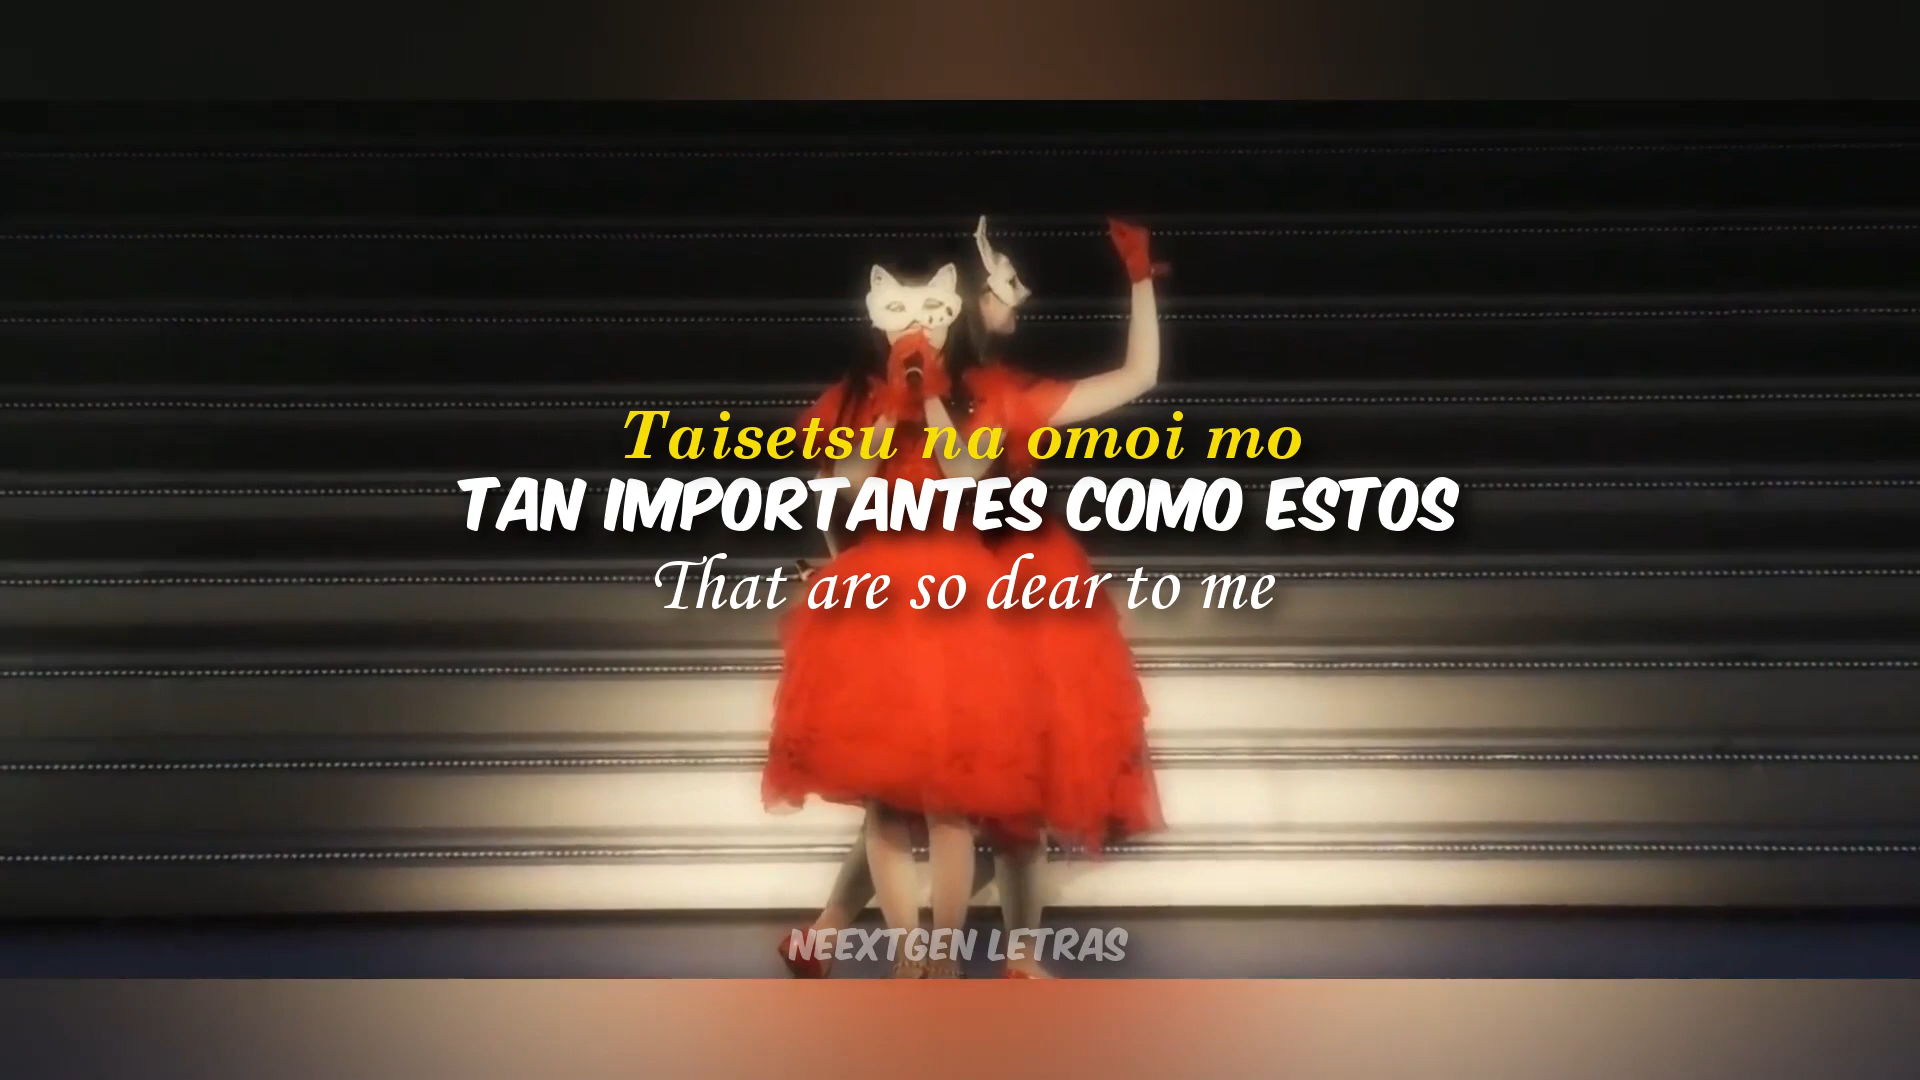 Taisetsu na omoi mo
TAN IMPORTANTES COMO ESTOS
That are so dear to me
NEEXTGEN LETRAS